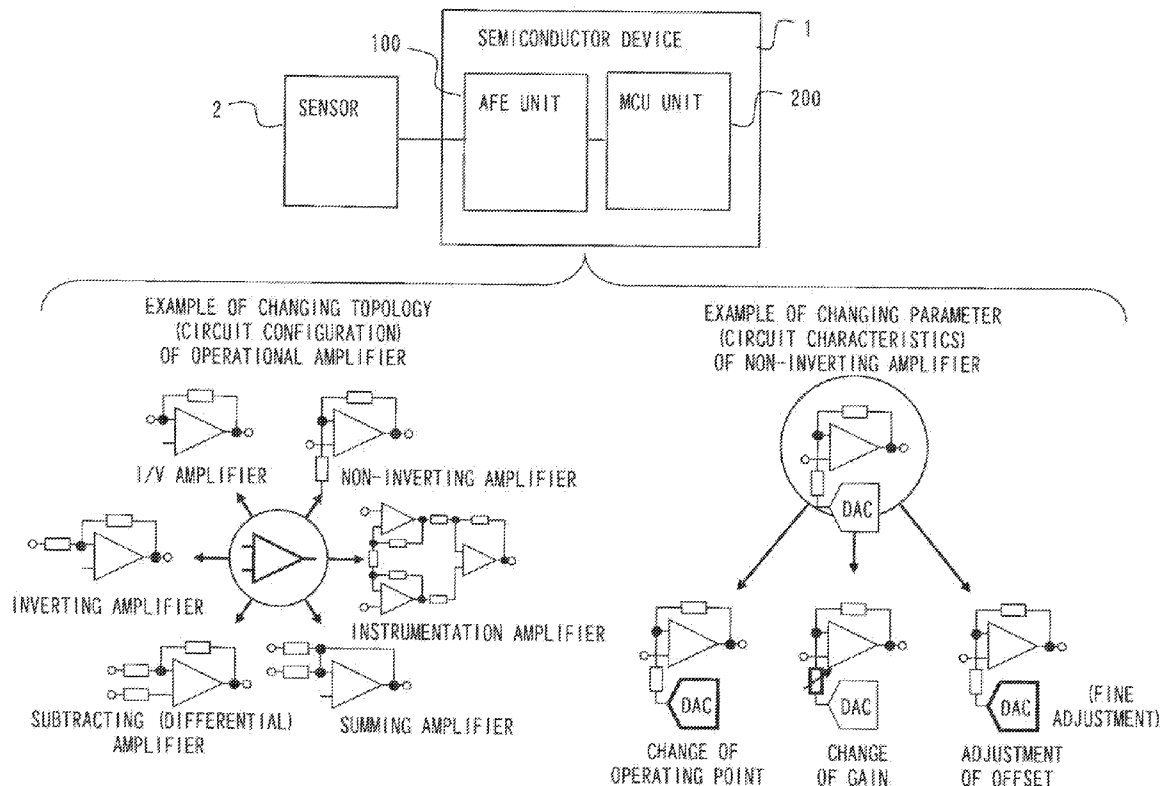 SEMICONDUCTOR DEVICE
1
100
2
SENSOR
AFE UNIT
MCU UNIT
200
EXAMPLE OF CHANGING TOPOLOGY
(CIRCUIT CONFIGURATION)
OF OPERATIONAL AMPLIFIER
EXAMPLE OF CHANGING PARAMETER
(CIRCUIT CHARACTERISTICS)
OF NON-INVERTING AMPLIFIER
I/V AMPLIFIER
NON-INVERTING AMPLIFIER
INVERTING AMPLIFIER
INSTRUMENTATION AMPLIFIER
SUBTRACTING (DIFFERENTIAL)
AMPLIFIER
SUMMING AMPLIFIER
DAC
DAC
DAC
DAC
(FINE
ADJUSTMENT)
CHANGE OF
OPERATING POINT
CHANGE
OF GAIN
ADJUSTMENT
OF OFFSET